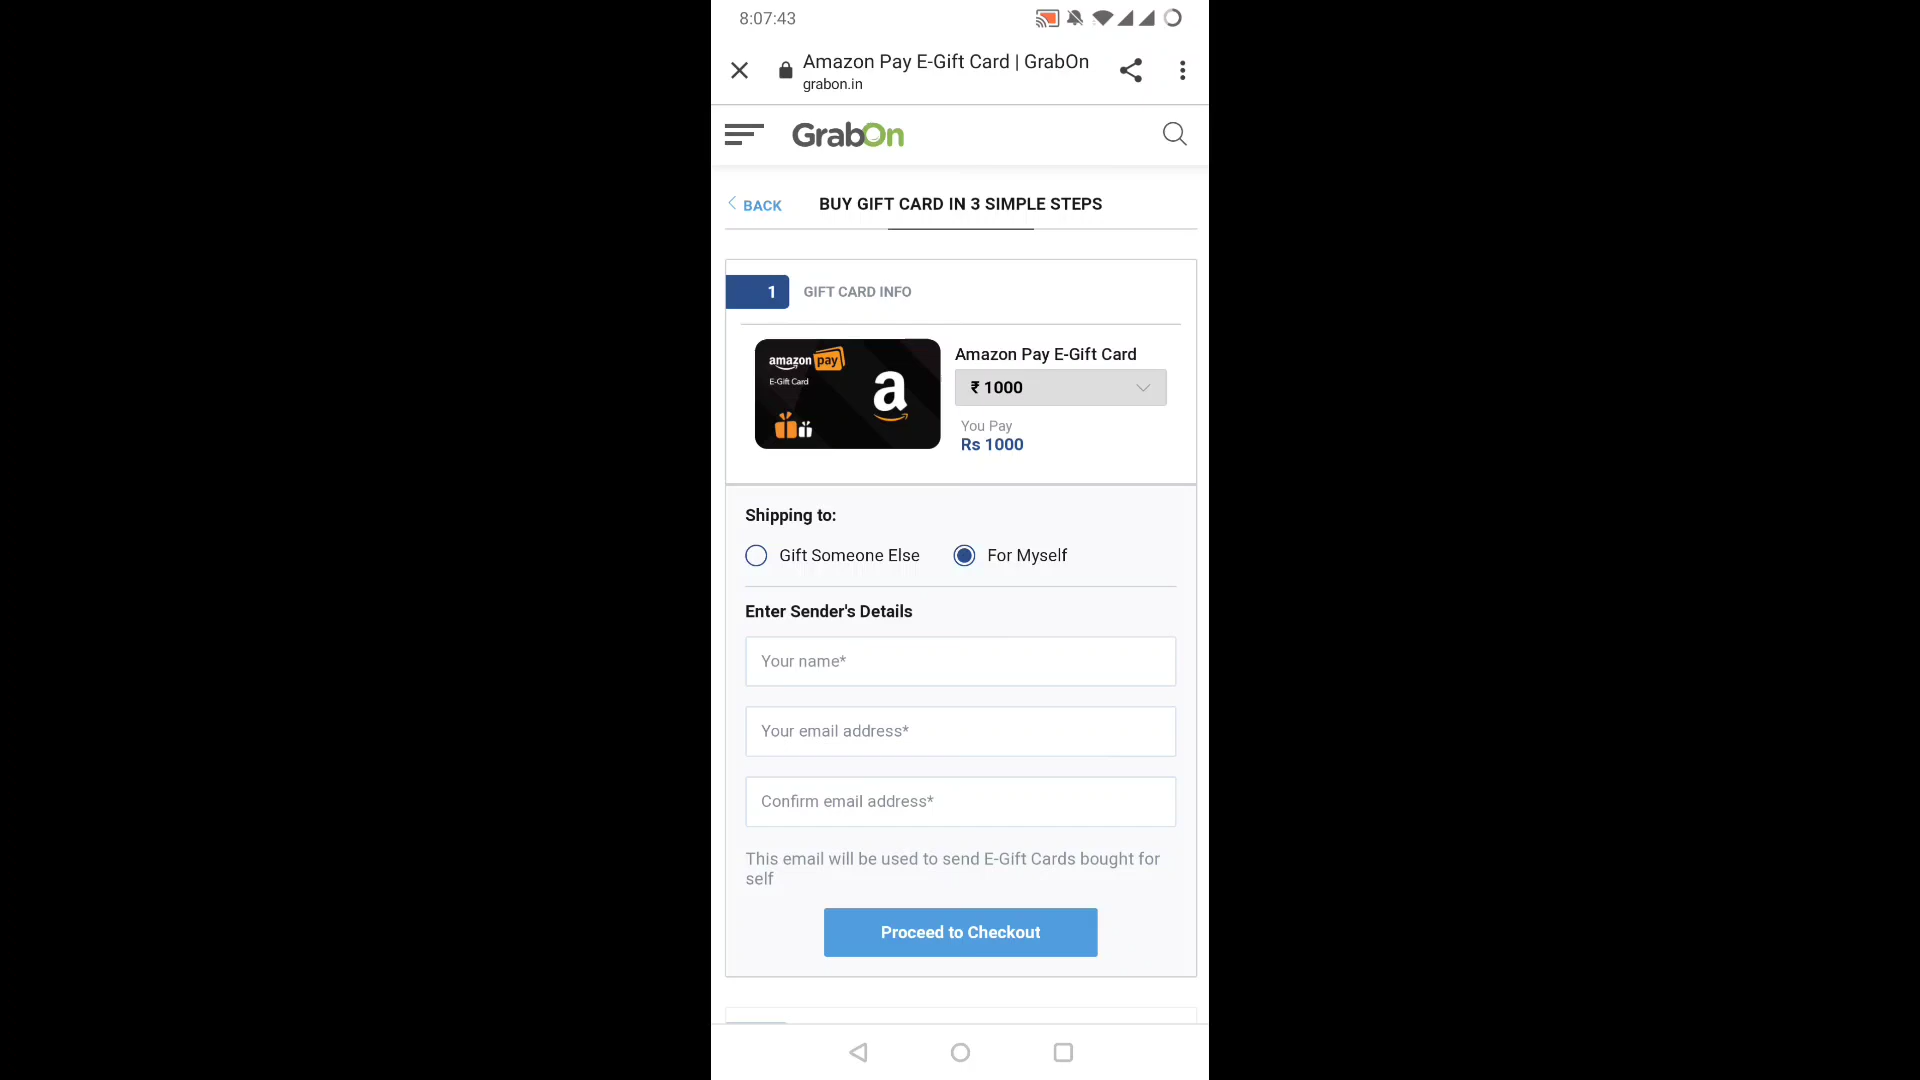 8:07:43
Amazon Pay E-Gift Card | GrabOn
grabon.in
GrabOn
BACK
BUY GIFT CARD IN 3 SIMPLE STEPS
1
GIFT CARD INFO
amazon pay
E-Gift Card
a
Amazon Pay E-Gift Card
₹ 1000
You Pay
Rs 1000
Shipping to:
Gift Someone Else
For Myself
Enter Sender's Details
Your name*
Your email address*
Confirm email address*
This email will be used to send E-Gift Cards bought for
self
Proceed to Checkout